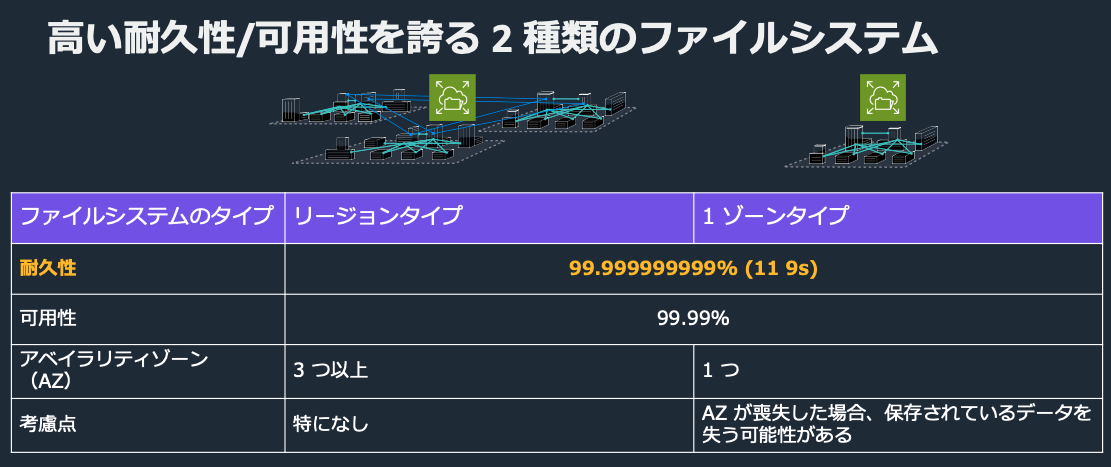 高い耐久性/可用性を誇る 2 種類のファイルシステム
ファイルシステムのタイプ
リージョンタイプ
1 ゾーンタイプ
耐久性
99.999999999% (11 9s)
可用性
99.99%
アベイラリティゾーン
（AZ）
3 つ以上
1 つ
考慮点
特になし
AZ が喪失した場合、保存されているデータを
失う可能性がある